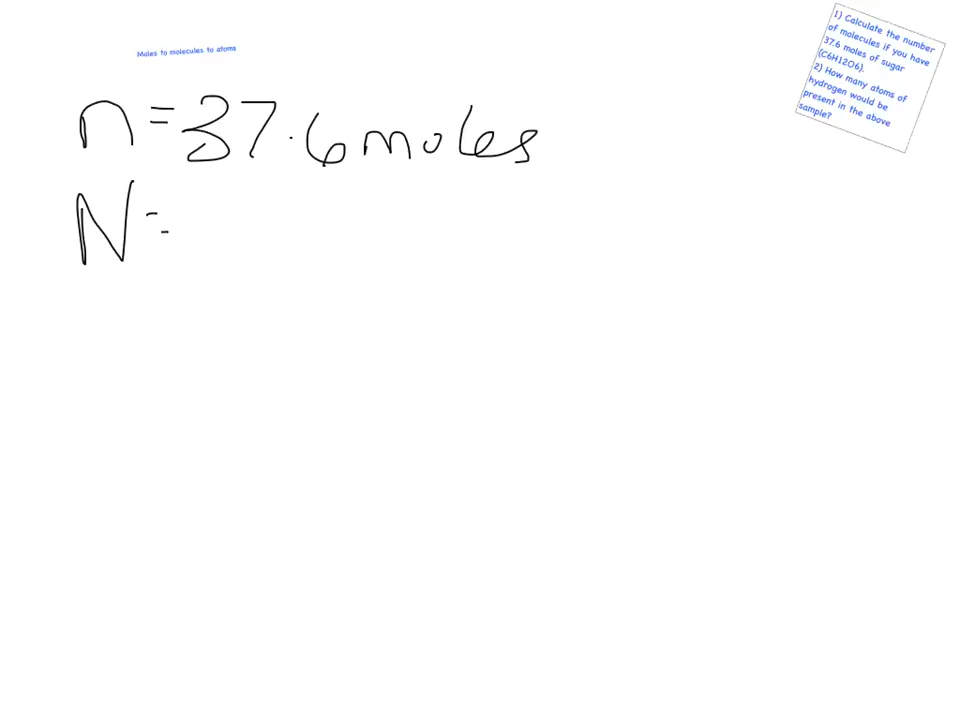 Moles to molecules to atoms
n = 37.6 moles
N =
1) Calculate the number
of molecules if you have
37.6 moles of sugar
(C6H12O6).
2) How many atoms of
hydrogen would be
present in the above
sample?